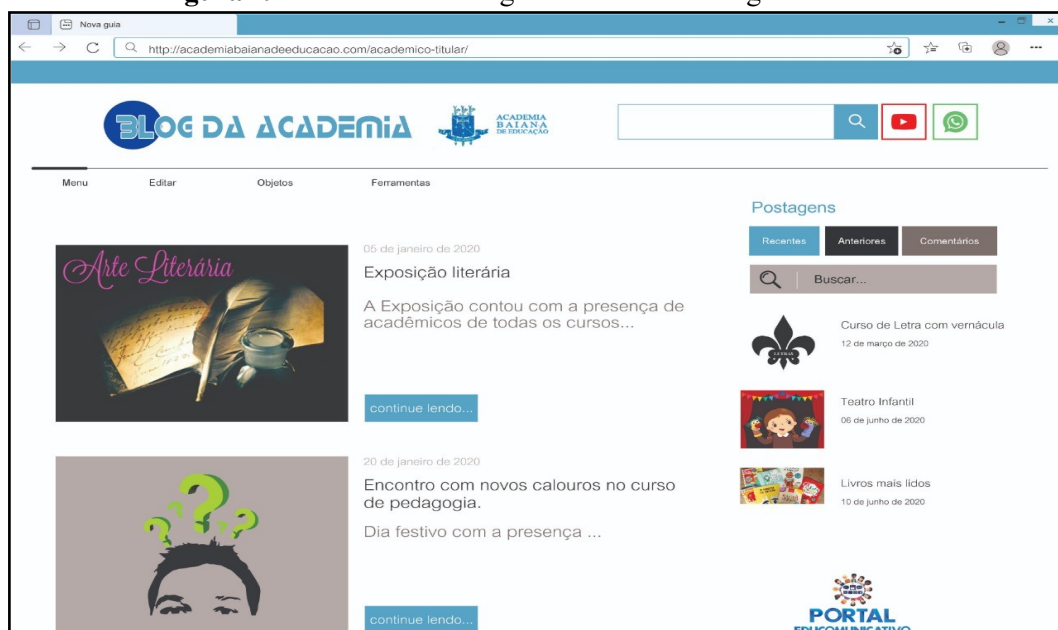 Nova guia
http://academiabaianadeeducacao.com/academico-titular/
BLOG DA ACADEMIA
ACADEMIA
BAIANA
DE EDUCAÇÃO
Menu Editar Objetos Ferramentas
Postagens
Recentes Anteriores Comentários
Buscar...
Arte Literária
05 de janeiro de 2020
Exposição literária
A Exposição contou com a presença de
acadêmicos de todas os cursos...
continue lendo...
20 de janeiro de 2020
Encontro com novos calouros no curso
de pedagogia.
Dia festivo com a presença ...
continue lendo...
LETRAS
Curso de Letra com vernácula
12 de março de 2020
Teatro Infantil
06 de junho de 2020
Livros mais lidos
10 de junho de 2020
PORTAL
EDUCOMUNICATIVO